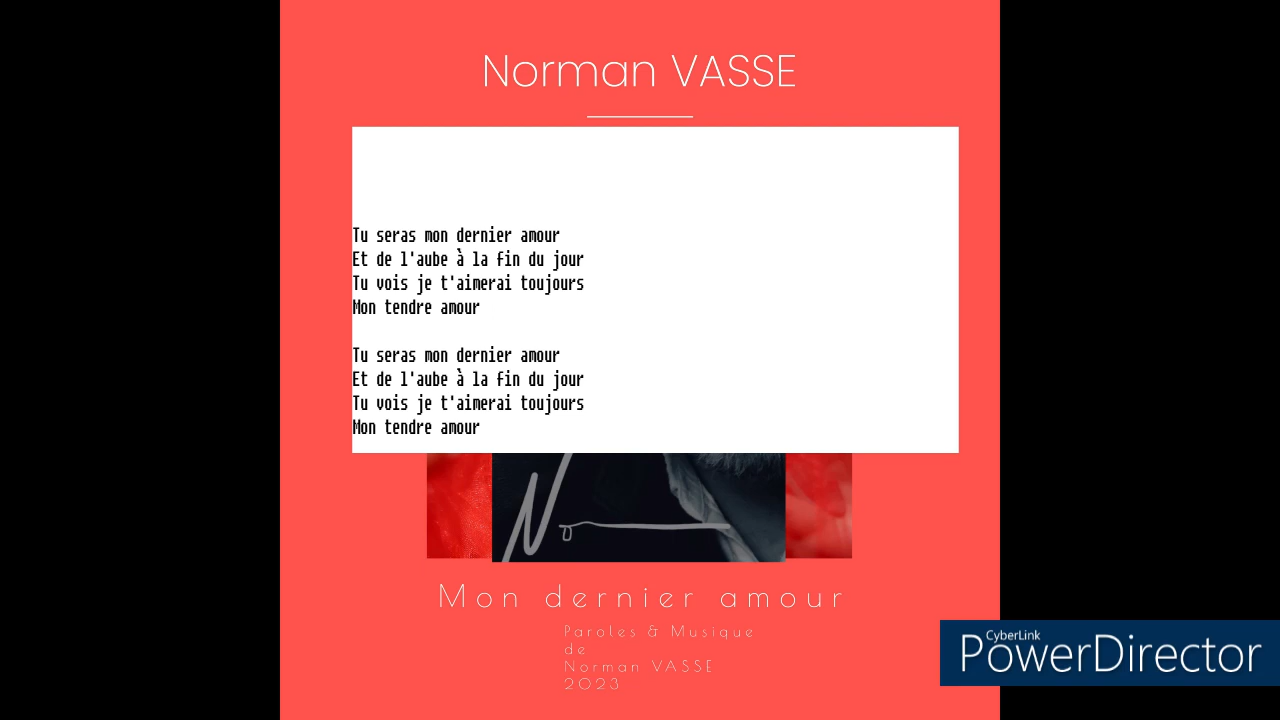 Norman VASSE
Tu seras mon dernier amour
Et de l'aube à la fin du jour
Tu vois je t'aimerai toujours
Mon tendre amour
Tu seras mon dernier amour
Et de l'aube à la fin du jour
Tu vois je t'aimerai toujours
Mon tendre amour
Mon dernier amour
Paroles & Musique
de
Norman VASSE
2023
CyberLink
PowerDirector